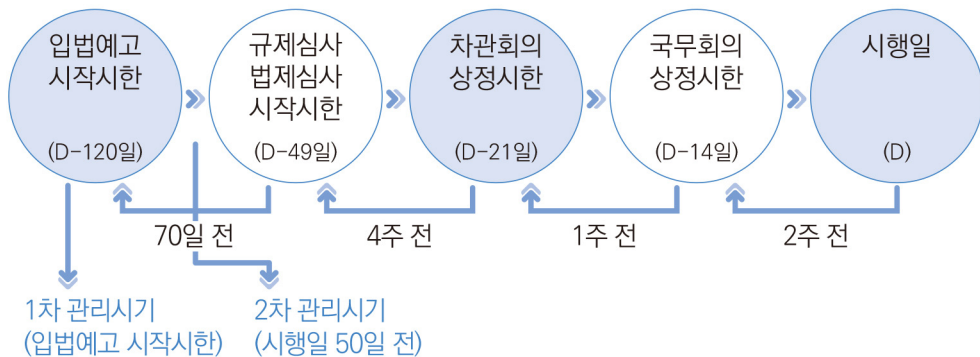 입법예고
시작시한
(D-120일)
규제심사
법제심사
시작시한
(D-49일)
차관회의
상정시한
(D-21일)
국무회의
상정시한
(D-14일)
시행일
(D)
70일 전
4주 전
1주 전
2주 전
1차 관리시기
(입법예고 시작시한)
2차 관리시기
(시행일 50일 전)